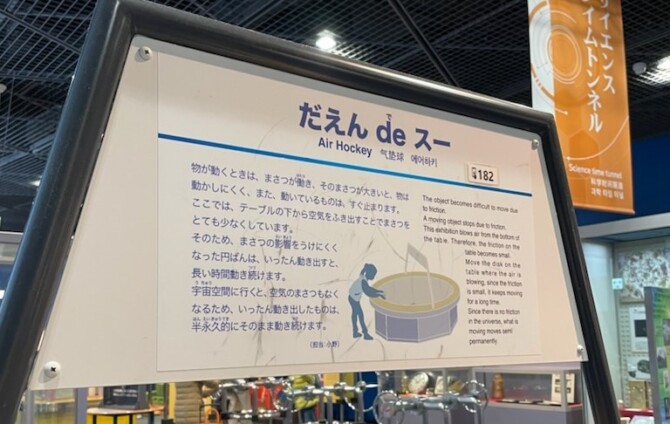 だえん de スー
で
Air Hockey 气垫球 에어하키
182
物が動くときは、まさつが働き、そのまさつが大きいと、物は
動かしにくく、また、動いているものは、すぐ止まります。
ここでは、テーブルの下から空気をふき出すことでまさつを
とても少なくしています。
そのため、まさつの影響をうけにくく
なった円ばんは、いったん動き出すと、
長い時間動き続けます。
宇宙空間に行くと、空気のまさつもなく
なるため、いったん動き出したものは、
半永久的にそのまま動き続けます。
(担当 小野)
The object becomes difficult to move due
to friction.
A moving object stops due to friction.
This exhibition blows air from the bottom of
the table. Therefore, the friction on the
table becomes small.
Move the disk on the
table where the air is
blowing, since the friction
is small, it keeps moving
for a long time.
Since there is no friction
in the universe, what is
moving moves semi
permanently.
サイエンス
タイムトンネル
Science time tunnel